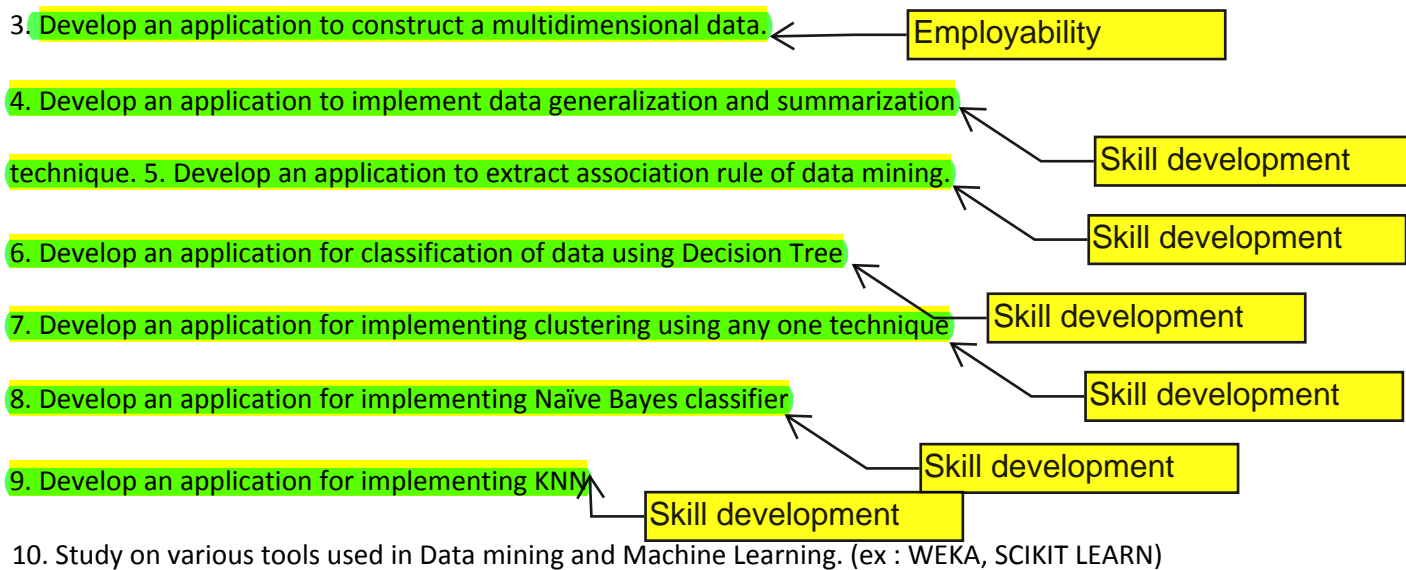 3. Develop an application to construct a multidimensional data.
Employability
4. Develop an application to implement data generalization and summarization
Skill development
technique. 5. Develop an application to extract association rule of data mining.
Skill development
6. Develop an application for classification of data using Decision Tree
Skill development
7. Develop an application for implementing clustering using any one technique
Skill development
8. Develop an application for implementing Naïve Bayes classifier
Skill development
9. Develop an application for implementing KNN
Skill development
10. Study on various tools used in Data mining and Machine Learning. (ex : WEKA, SCIKIT LEARN)